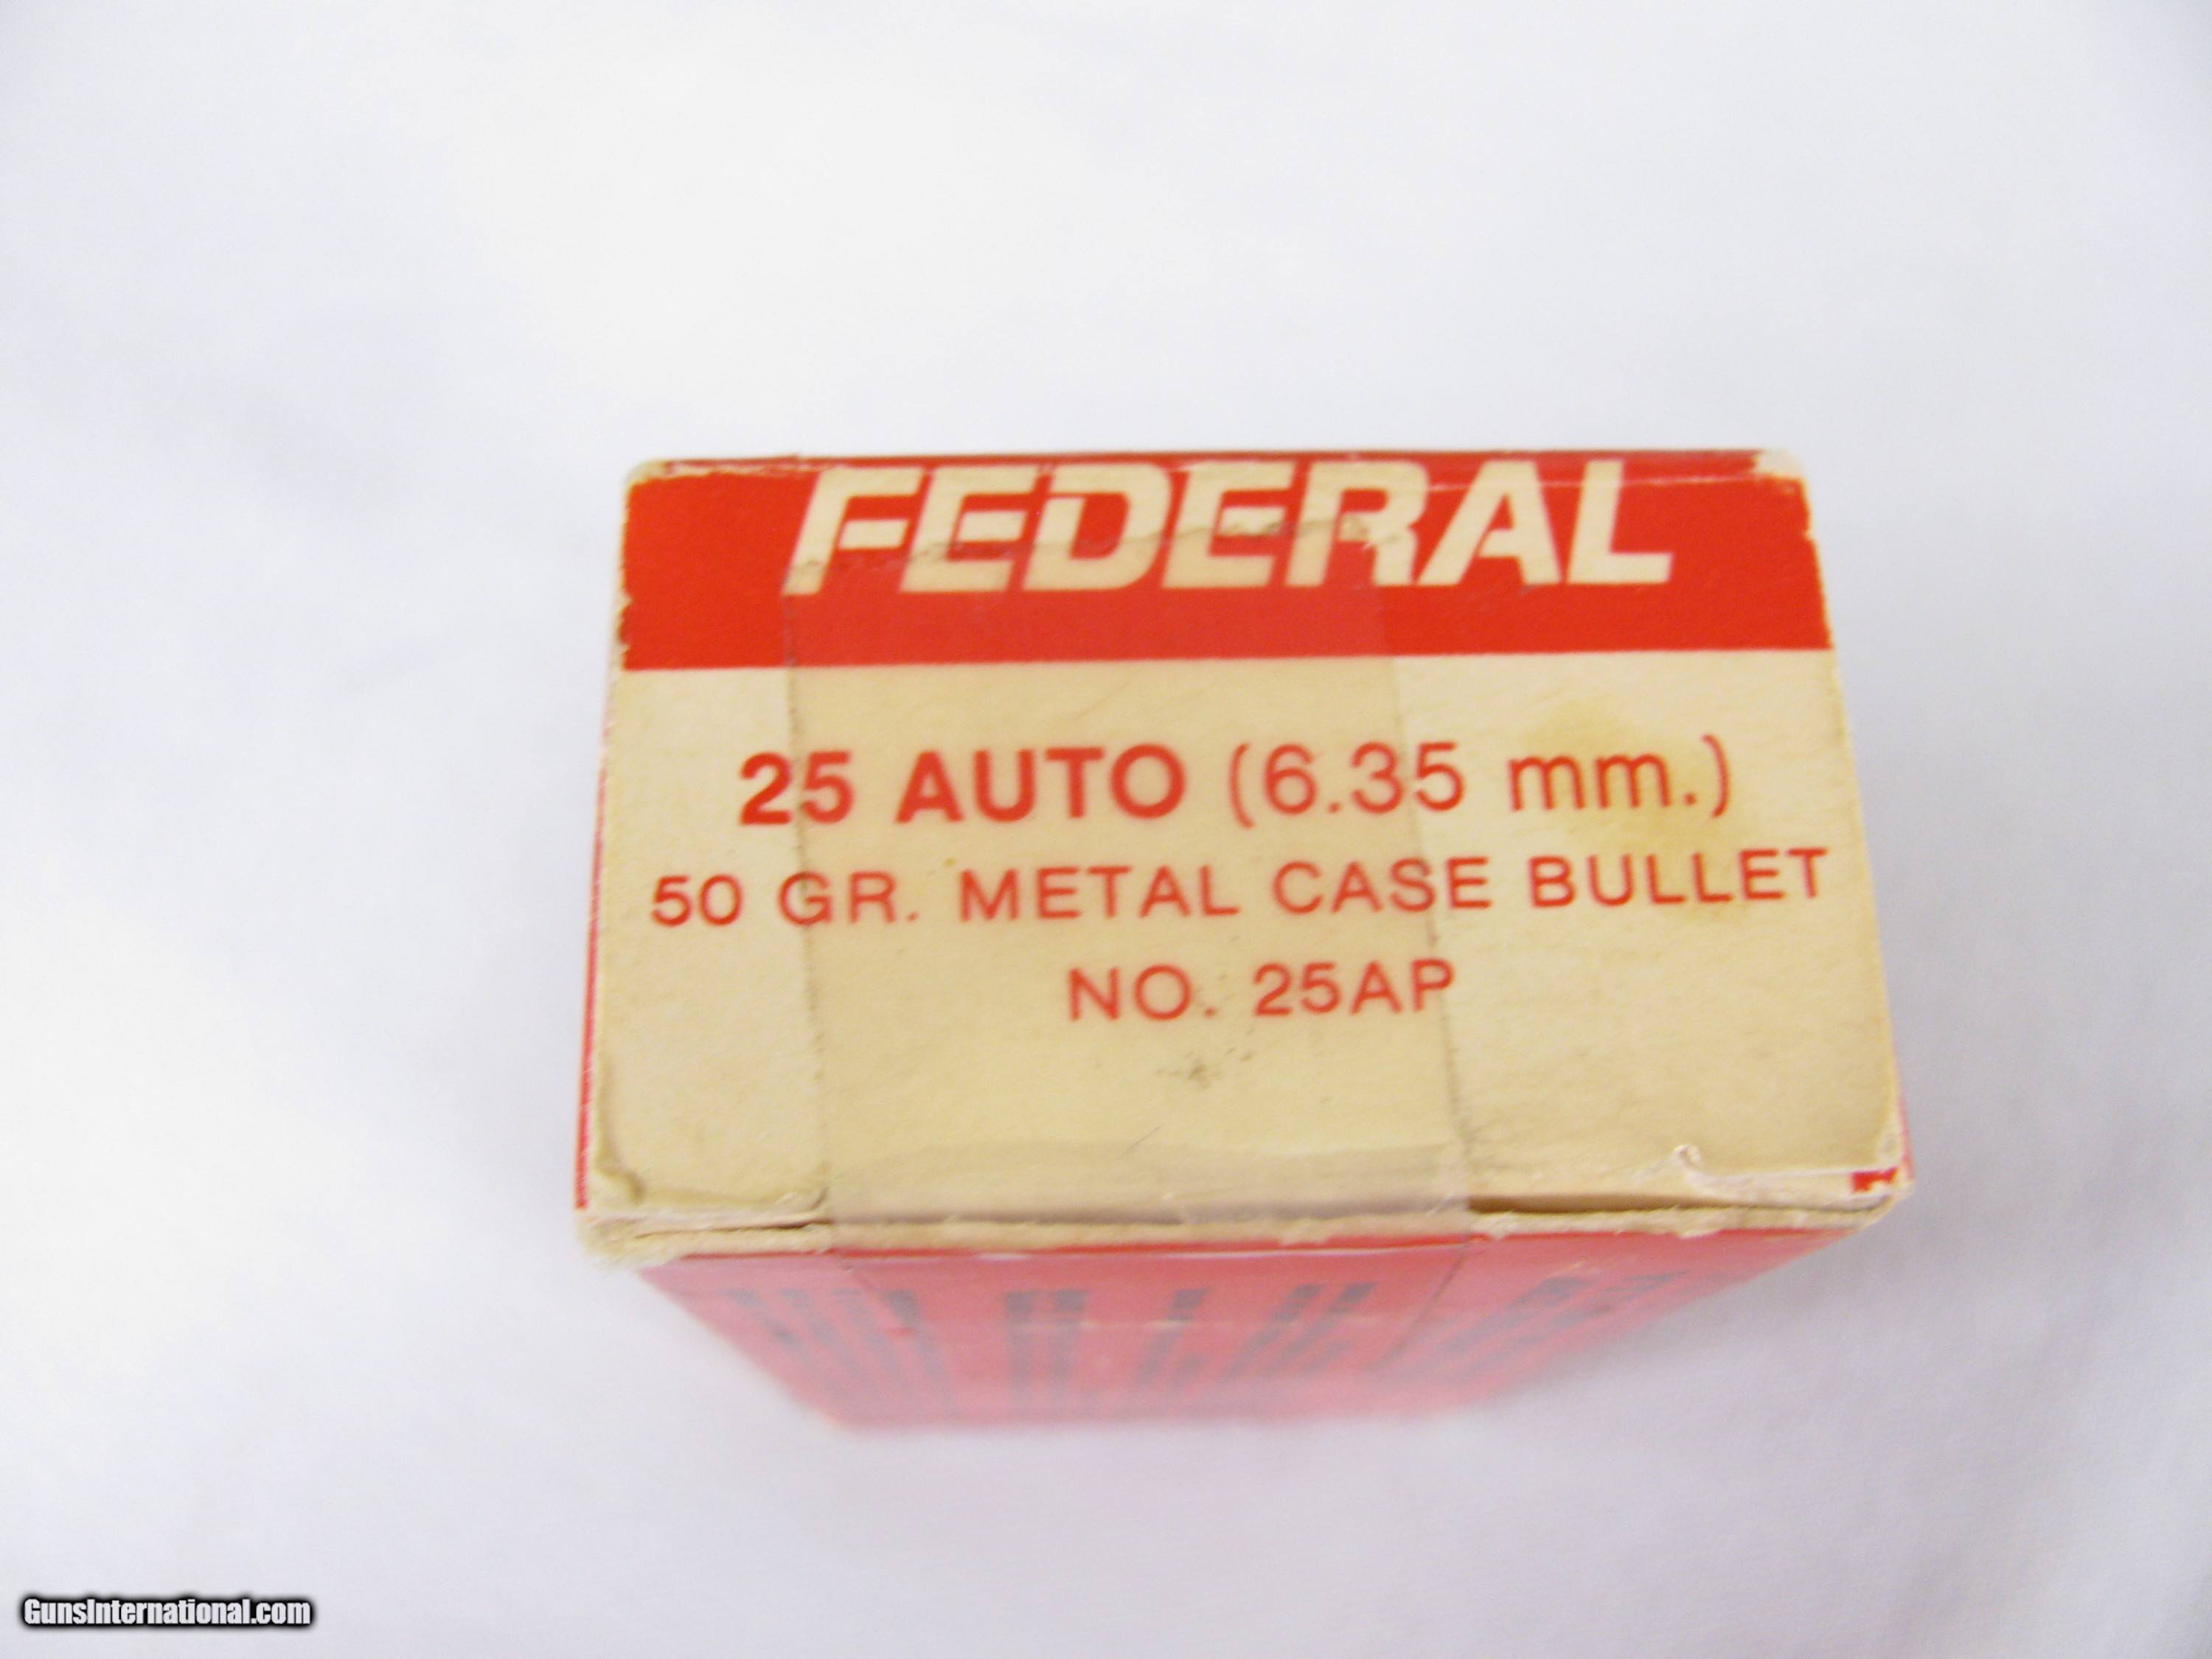 FEDERAL
25 AUTO (6.35 mm.)
50 GR. METAL CASE BULLET
NO. 25AP
GunsInternational.com